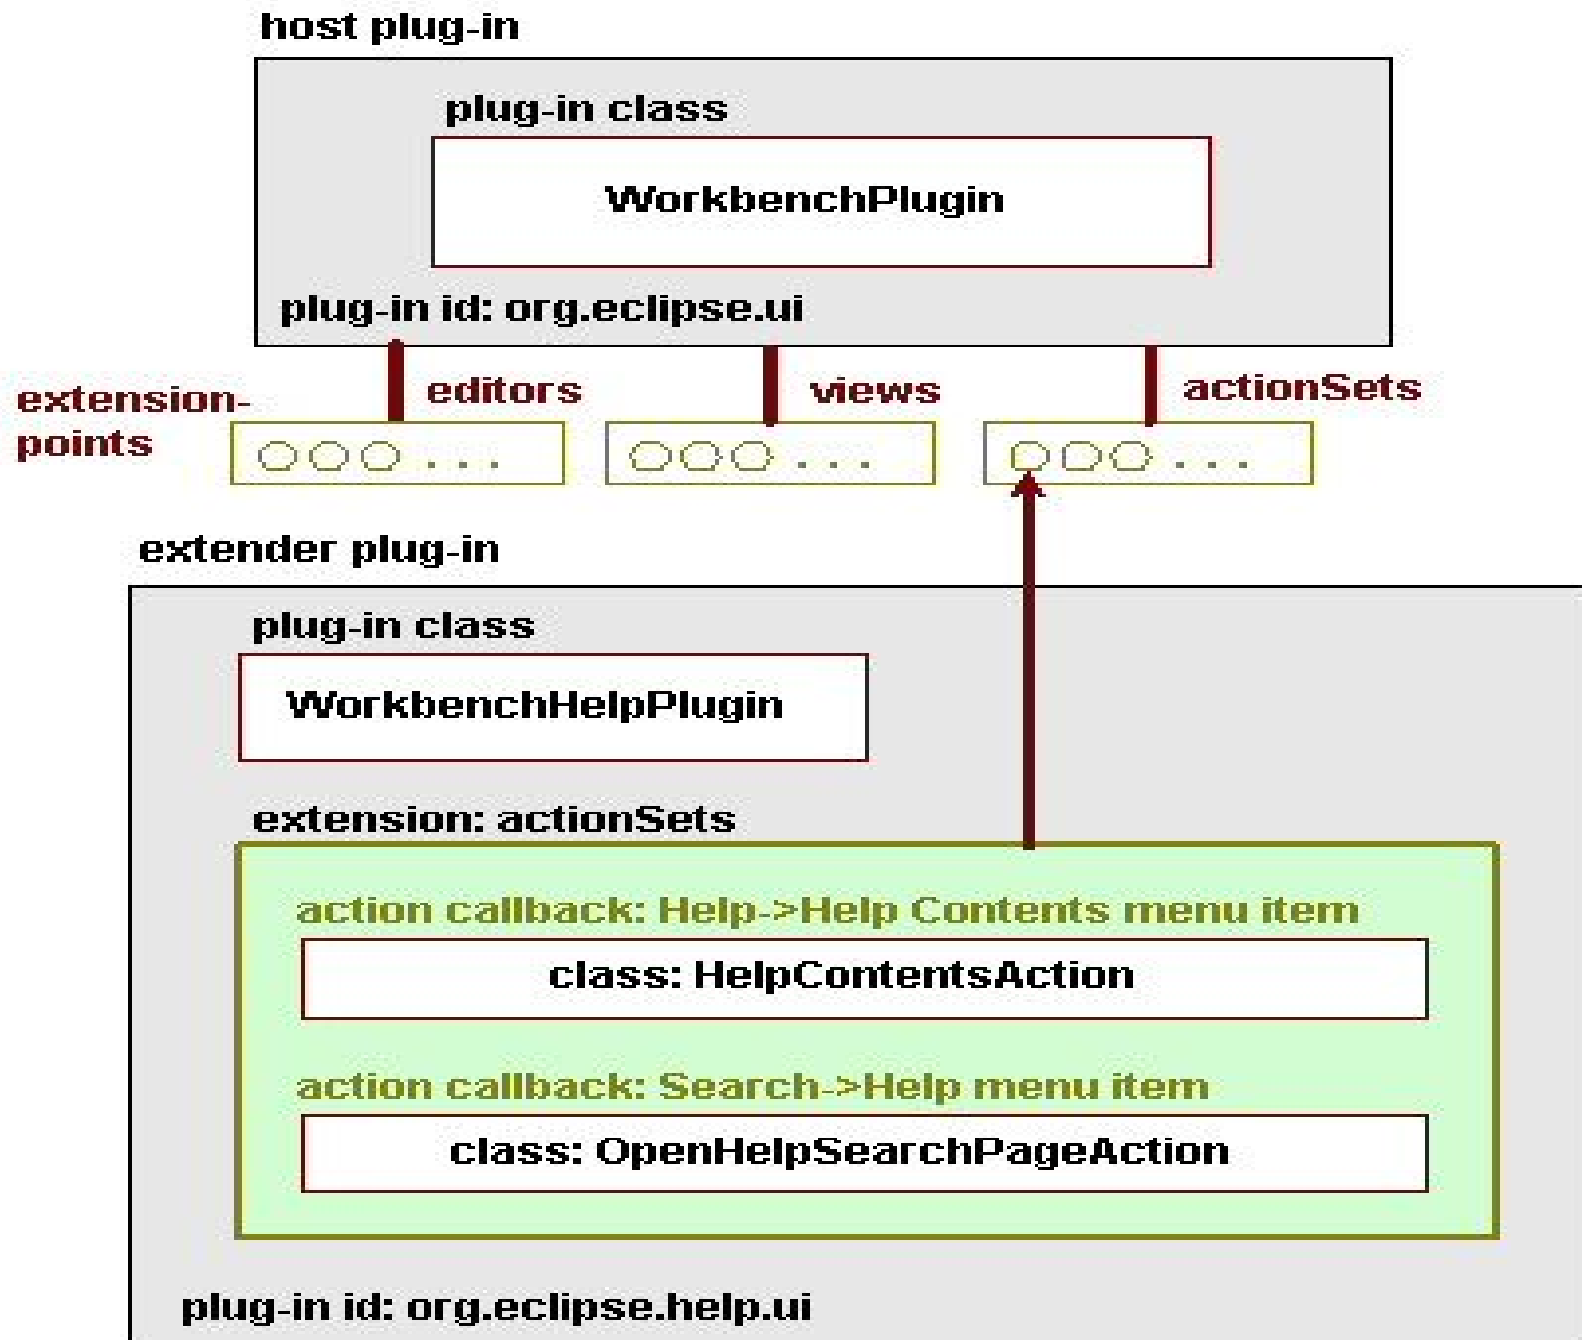 host plug-in
plug-in class
WorkbenchPlugin
plug-in id: org.eclipse.ui
extension-
points
editors
views
actionSets
extender plug-in
plug-in class
WorkbenchHelpPlugin
extension: actionSets
action callback: Help->Help Contents menu item
class: HelpContentsAction
action callback: Search->Help menu item
class: OpenHelpSearchPageAction
plug-in id: org.eclipse.help.ui